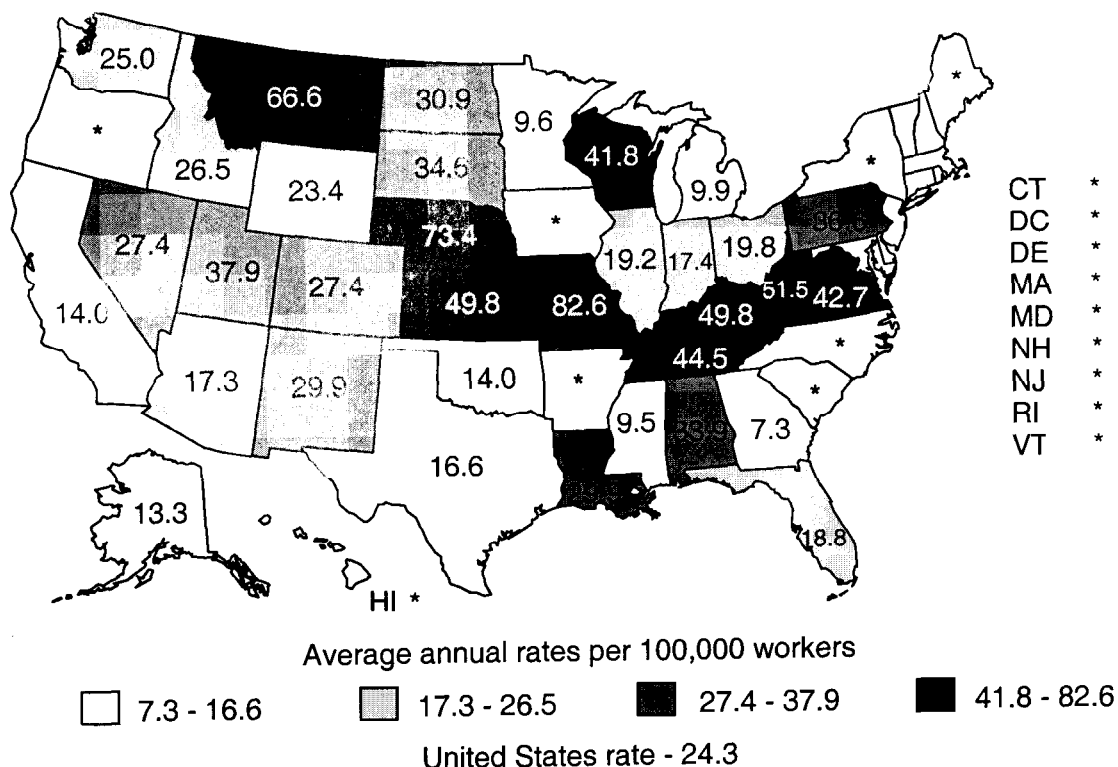 25.0
66.6
30.9
9.6
*
*
26.5
23.4
34.6
41.8
9.9
*
27.4
37.9
27.4
73.4
*
19.2
17.4
19.8
14.0
49.8
82.6
49.8
51.5
42.7
17.3
29.9
14.0
*
44.5
*
*
16.6
9.5
7.3
13.3
18.8
HI *
CT *
DC *
DE *
MA *
MD *
NH *
NJ *
RI *
VT *
Average annual rates per 100,000 workers
7.3 - 16.6 17.3 - 26.5 27.4 - 37.9 41.8 - 82.6
United States rate - 24.3